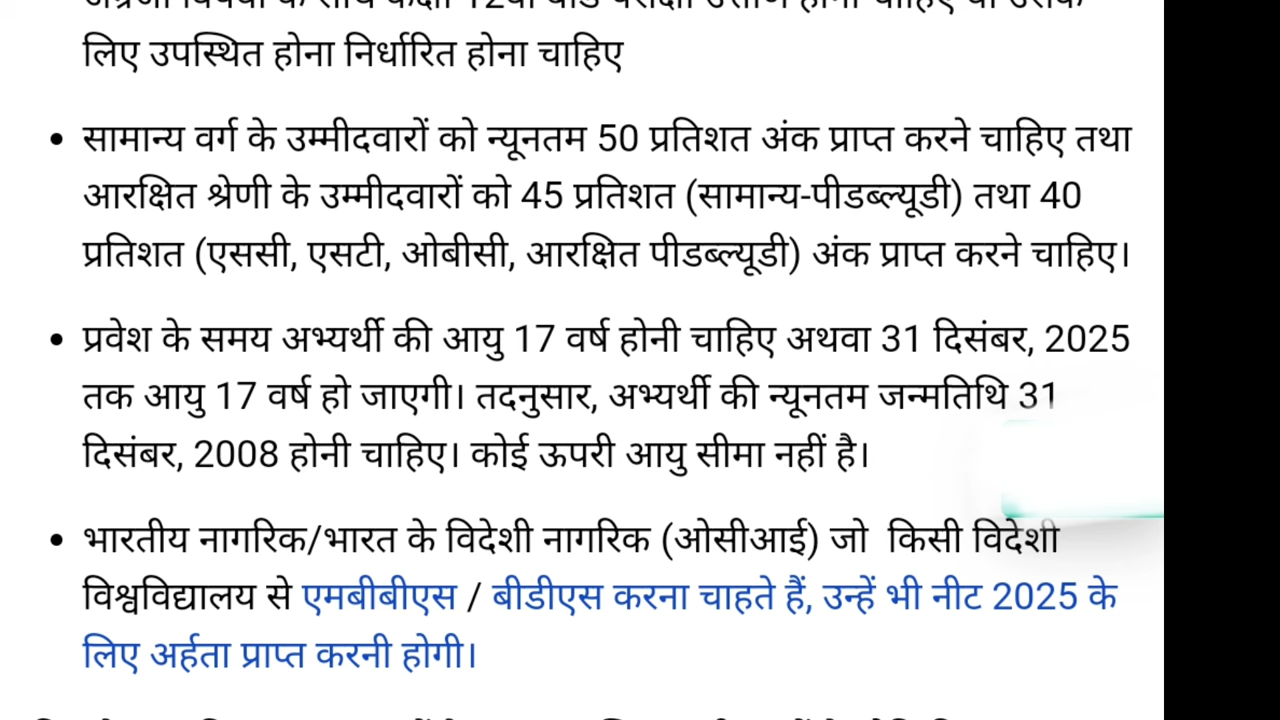 लिए उपस्थित होना निर्धारित होना चाहिए
सामान्य वर्ग के उम्मीदवारों को न्यूनतम 50 प्रतिशत अंक प्राप्त करने चाहिए तथा
आरक्षित श्रेणी के उम्मीदवारों को 45 प्रतिशत (सामान्य-पीडब्ल्यूडी) तथा 40
प्रतिशत (एससी, एसटी, ओबीसी, आरक्षित पीडब्ल्यूडी) अंक प्राप्त करने चाहिए।
प्रवेश के समय अभ्यर्थी की आयु 17 वर्ष होनी चाहिए अथवा 31 दिसंबर, 2025
तक आयु 17 वर्ष हो जाएगी। तदनुसार, अभ्यर्थी की न्यूनतम जन्मतिथि 31
दिसंबर, 2008 होनी चाहिए। कोई ऊपरी आयु सीमा नहीं है।
भारतीय नागरिक/भारत के विदेशी नागरिक (ओसीआई) जो किसी विदेशी
विश्वविद्यालय से एमबीबीएस / बीडीएस करना चाहते हैं, उन्हें भी नीट 2025 के
लिए अर्हता प्राप्त करनी होगी।